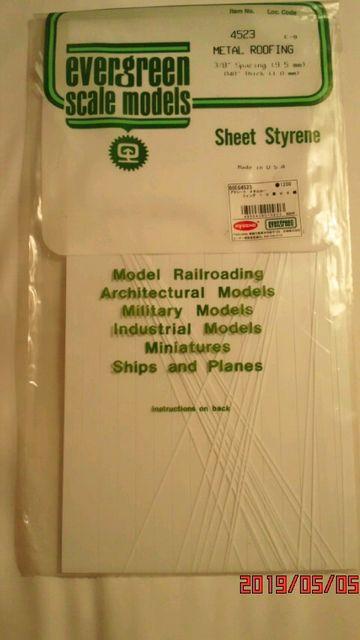 Item No. Loc. Code
4523 C-9
METAL ROOFING
3/8" Spacing (9.5 mm)
.040" Thick (1.0 mm)
evergreen
scale models
Sheet Styrene
Made in U.S.A
Model Railroading
Architectural Models
Military Models
Industrial Models
Miniatures
Ships and Planes
instructions on back
2019/05/05